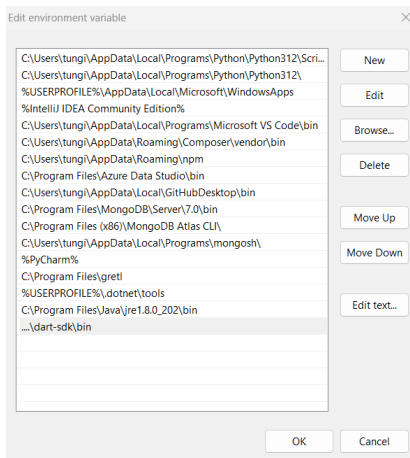 Edit environment variable
C:\Users\tungi\AppData\Local\Programs\Python\Python312\Scri...
C:\Users\tungi\AppData\Local\Programs\Python\Python312\
%USERPROFILE%\AppData\Local\Microsoft\WindowsApps
%IntelliJ IDEA Community Edition%
C:\Users\tungi\AppData\Local\Programs\Microsoft VS Code\bin
C:\Users\tungi\AppData\Roaming\Composer\vendor\bin
C:\Users\tungi\AppData\Roaming\npm
C:\Program Files\Azure Data Studio\bin
C:\Users\tungi\AppData\Local\GitHubDesktop\bin
C:\Program Files\MongoDB\Server\7.0\bin
C:\Program Files (x86)\MongoDB Atlas CLI\
C:\Users\tungi\AppData\Local\Programs\mongosh\
%PyCharm%
C:\Program Files\gretl
%USERPROFILE%\.dotnet\tools
C:\Program Files\Java\jre1.8.0_202\bin
....\dart-sdk\bin
New
Edit
Browse...
Delete
Move Up
Move Down
Edit text...
OK
Cancel